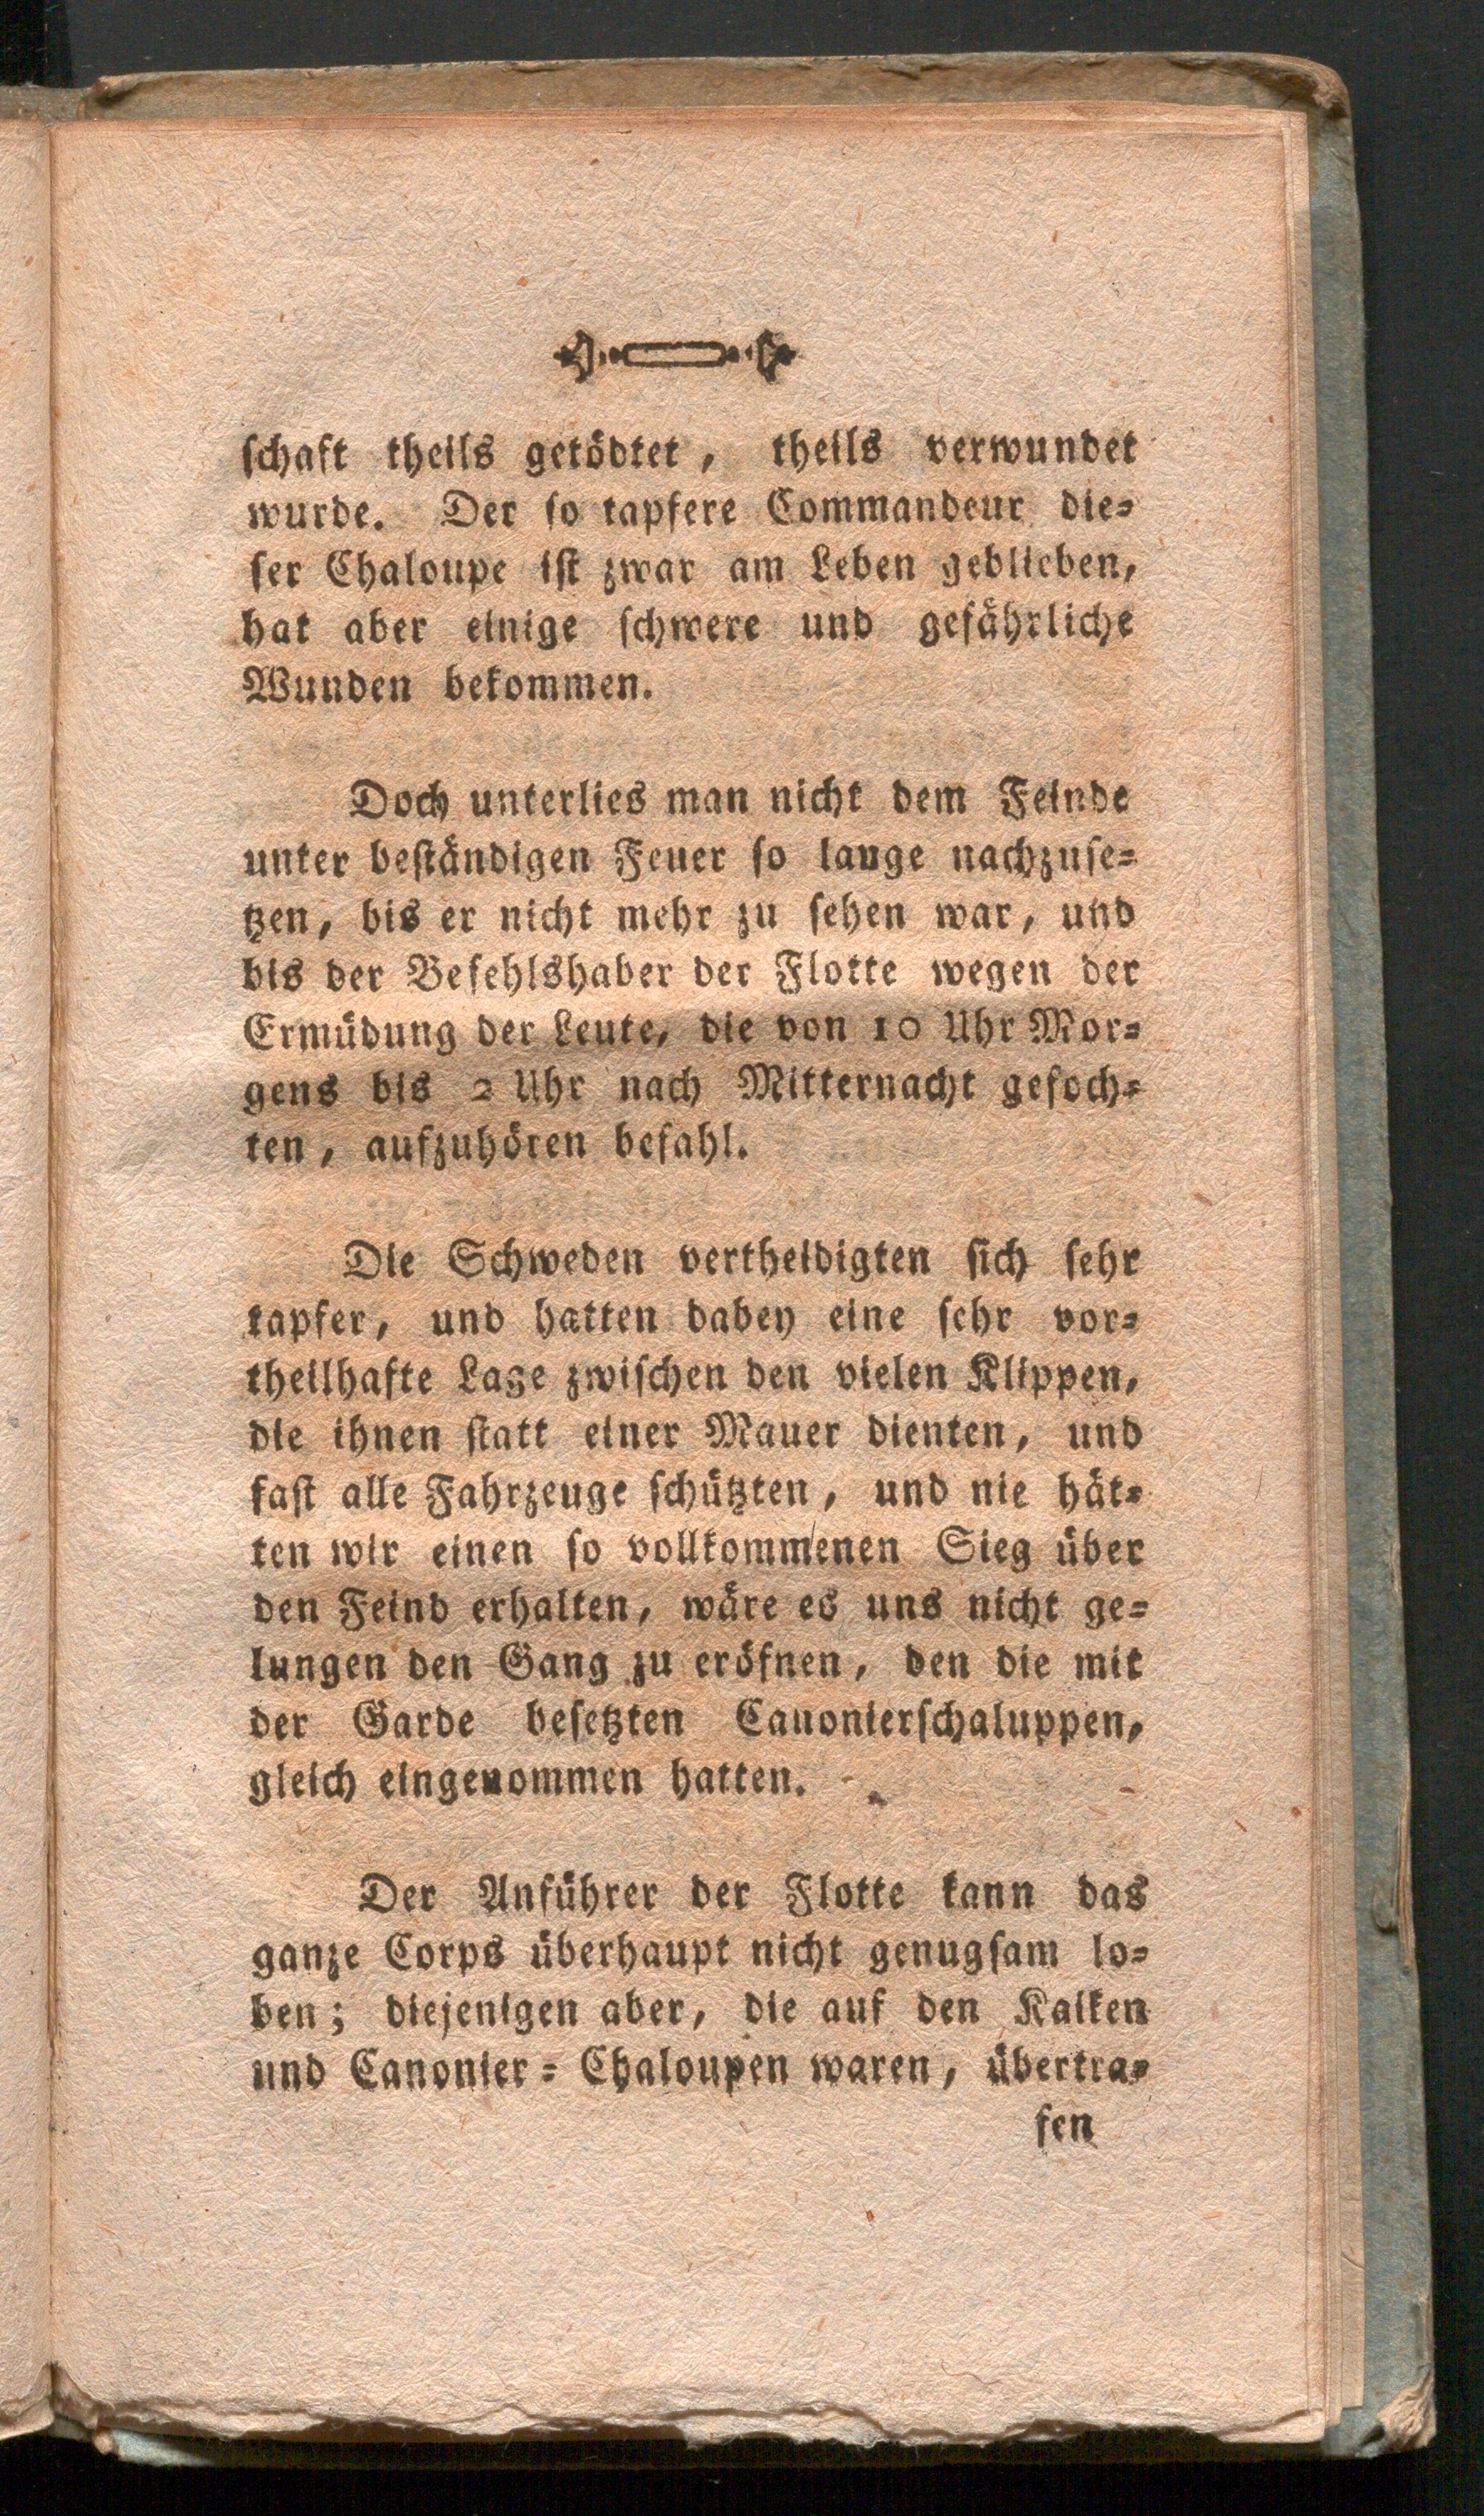 ſchaft theils getödtet, theils verwundet
wurde. Der ſo tapfere Commandeur die⸗
ſer Chaloupe iſt zwar am Leben geblieben,
hat aber einige ſchwere und gefährliche
Wunden bekommen.
Doch unterlies man nicht dem Feinde
unter beſtändigen Feuer ſo lauge nachzuſe⸗
tzen, bis er nicht mehr zu ſehen war, und
bis der Befehlshaber der Flotte wegen der
Ermüdung der Leute, die von 10 Uhr Mor⸗
gens bis 2 Uhr nach Mitternacht gefoch⸗
ten, aufzuhören befahl.
Die Schweden vertheidigten ſich ſehr
tapfer, und hatten dabey eine ſehr vor⸗
theilhafte Lage zwiſchen den vielen Klippen,
die ihnen ſtatt einer Mauer dienten, und
faſt alle Fahrzeuge ſchützten, und nie hät⸗
ten wir einen ſo vollkommenen Sieg über
den Feind erhalten, wäre es uns nicht ge⸗
lungen den Gang zu eröfnen, den die mit
der Garde beſetzten Cauonierſchaluppen,
gleich eingenommen hatten.
Der Anführer der Flotte kann das
ganze Corps überhaupt nicht genugſam lo⸗
ben; diejenigen aber, die auf den Kaiken
und Canonier⸗Chaloupen waren, übertra⸗
fen